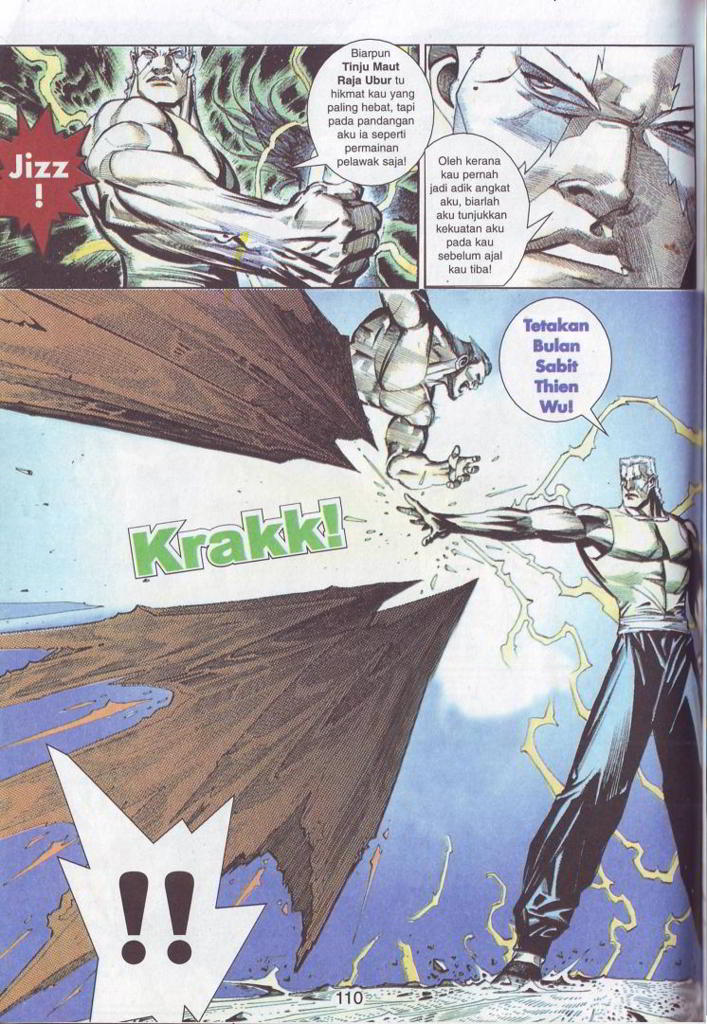 Jizz
!
Biarpun
Tinju Maut
Raja Ubur tu
hikmat kau yang
paling hebat, tapi
pada pandangan
aku ia seperti
permainan
pelawak saja!
Oleh kerana
kau pernah
jadi adik angkat
aku, biarlah
aku tunjukkan
kekuatan aku
pada kau
sebelum ajal
kau tiba!
Tetakan
Bulan
Sabit
Thien
Wu!
Krakk!
!!
110